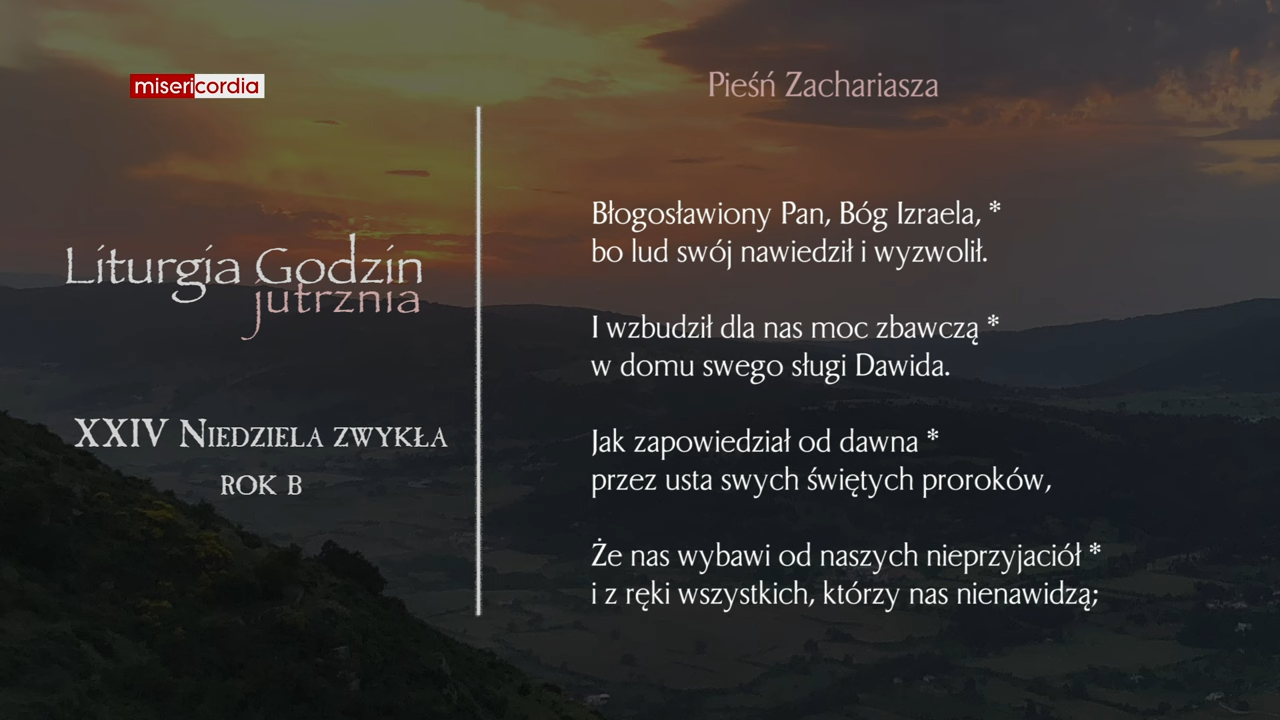 misericordia
Liturgia Godzin
jutrznia
XXIV Niedziela zwykła
rok B
Pieśń Zachariasza
Błogosławiony Pan, Bóg Izraela, *
bo lud swój nawiedził i wyzwolił.
I wzbudził dla nas moc zbawczą *
w domu swego sługi Dawida.
Jak zapowiedział od dawna *
przez usta swych świętych proroków,
Że nas wybawi od naszych nieprzyjaciół *
i z ręki wszystkich, którzy nas nienawidzą;